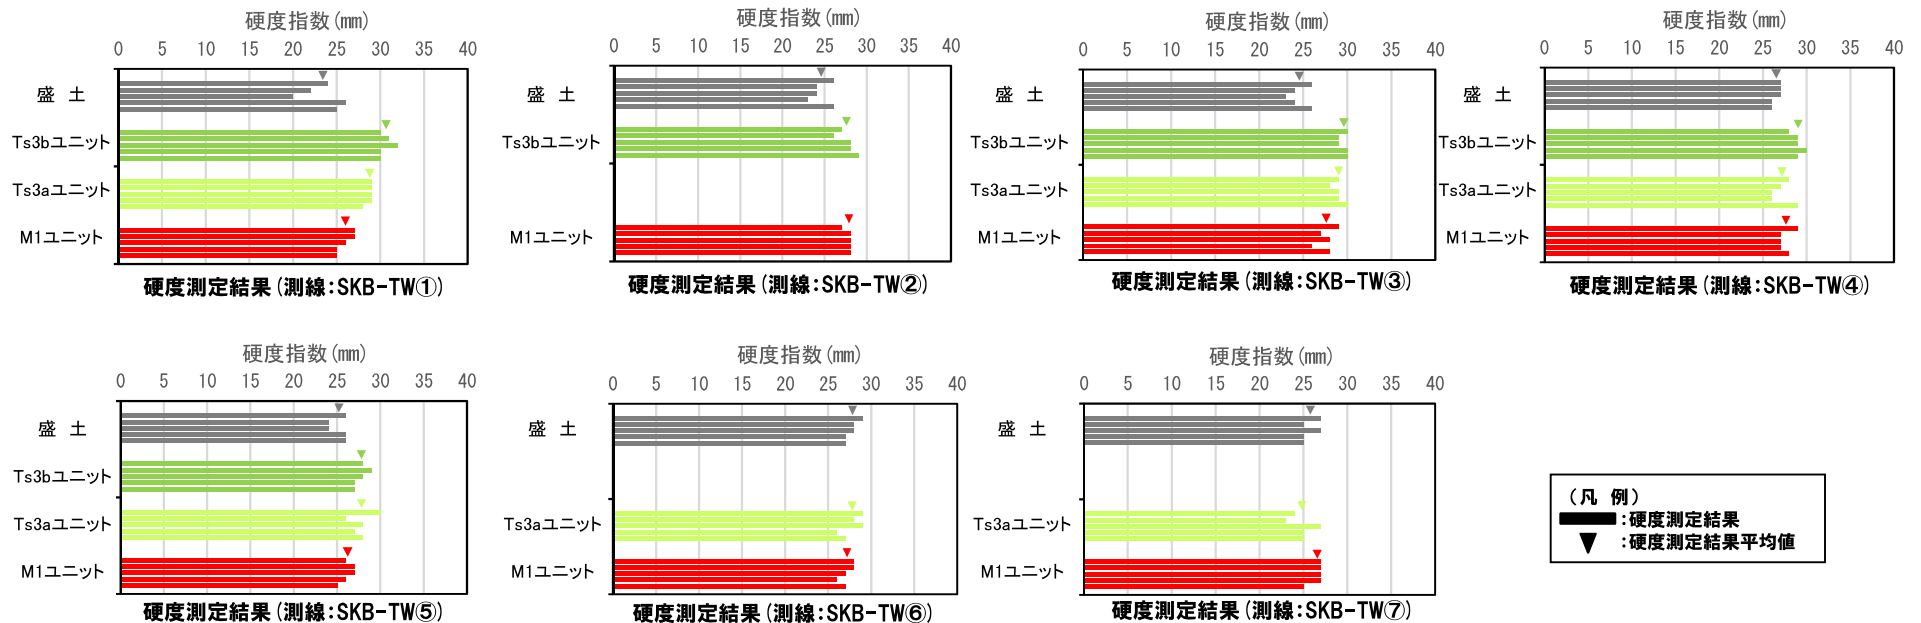 硬度指数(mm)
0 5 10 15 20 25 30 35 40
盛 土
Ts3bユニット
Ts3aユニット
M1ユニット
硬度測定結果(測線:SKB-TW①)
硬度指数(mm)
0 5 10 15 20 25 30 35 40
盛 土
Ts3bユニット
M1ユニット
硬度測定結果(測線:SKB-TW②)
硬度指数(mm)
0 5 10 15 20 25 30 35 40
盛 土
Ts3bユニット
Ts3aユニット
M1ユニット
硬度測定結果(測線:SKB-TW③)
硬度指数(mm)
0 5 10 15 20 25 30 35 40
盛 土
Ts3bユニット
Ts3aユニット
M1ユニット
硬度測定結果(測線:SKB-TW④)
硬度指数(mm)
0 5 10 15 20 25 30 35 40
盛 土
Ts3bユニット
Ts3aユニット
M1ユニット
硬度測定結果(測線:SKB-TW⑤)
硬度指数(mm)
0 5 10 15 20 25 30 35 40
盛 土
Ts3aユニット
M1ユニット
硬度測定結果(測線:SKB-TW⑥)
硬度指数(mm)
0 5 10 15 20 25 30 35 40
盛 土
Ts3aユニット
M1ユニット
硬度測定結果(測線:SKB-TW⑦)
(凡 例)
:硬度測定結果
:硬度測定結果平均値